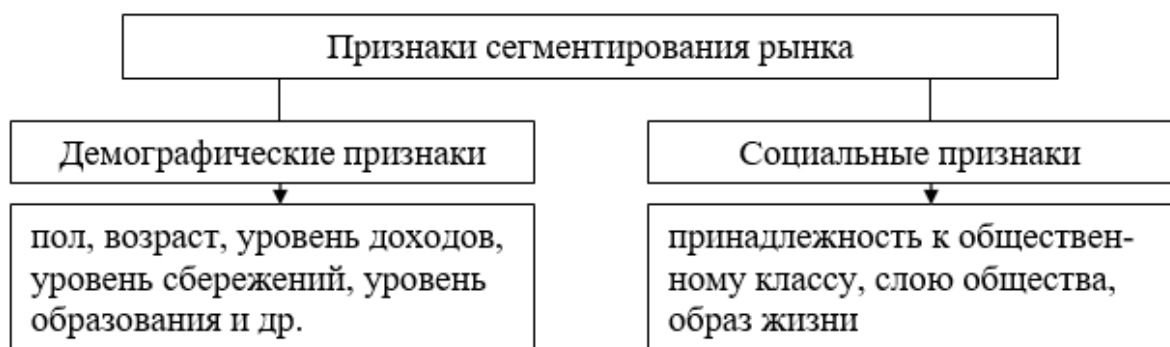 Признаки сегментирования рынка
Демографические признаки
Социальные признаки
пол, возраст, уровень доходов,
уровень сбережений, уровень
образования и др.
принадлежность к обществен-
ному классу, слою общества,
образ жизни